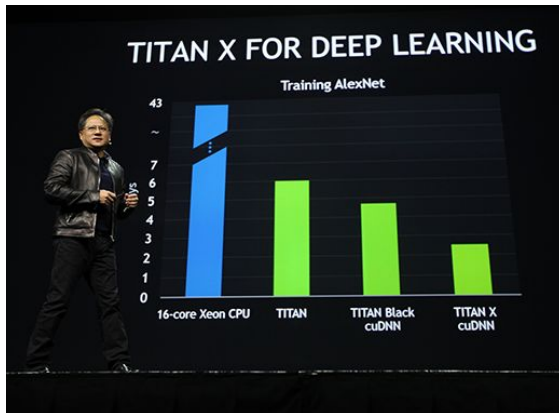 TITAN X FOR DEEP LEARNING
Training AlexNet
43
~
7
6
5
4
3
2
1
0
16-core Xeon CPU
TITAN
TITAN Black
cuDNN
TITAN X
cuDNN